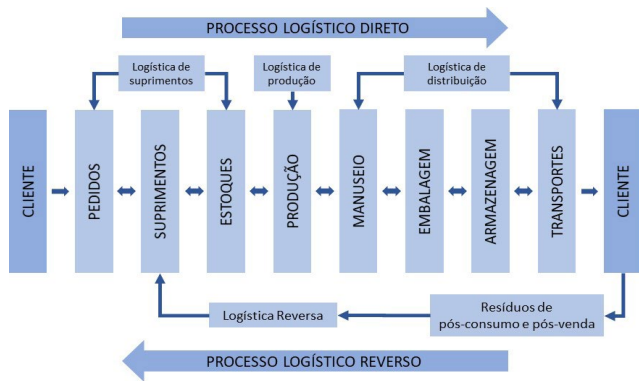 PROCESSO LOGÍSTICO DIRETO
Logística de
suprimentos
Logística de
produção
Logística de
distribuição
CLIENTE
PEDIDOS
SUPRIMENTOS
ESTOQUES
PRODUÇÃO
MANUSEIO
EMBALAGEM
ARMAZENAGEM
TRANSPORTES
CLIENTE
Logística Reversa
Resíduos de
pós-consumo e pós-venda
PROCESSO LOGÍSTICO REVERSO